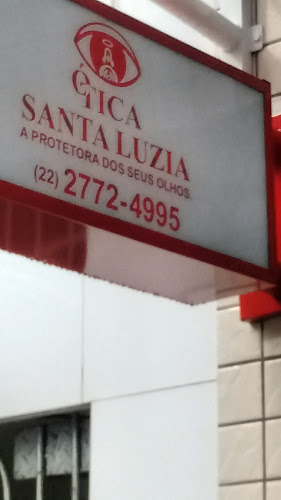 ÓTICA
SANTA LUZIA
A PROTETORA DOS SEUS OLHOS
(22) 2772-4995